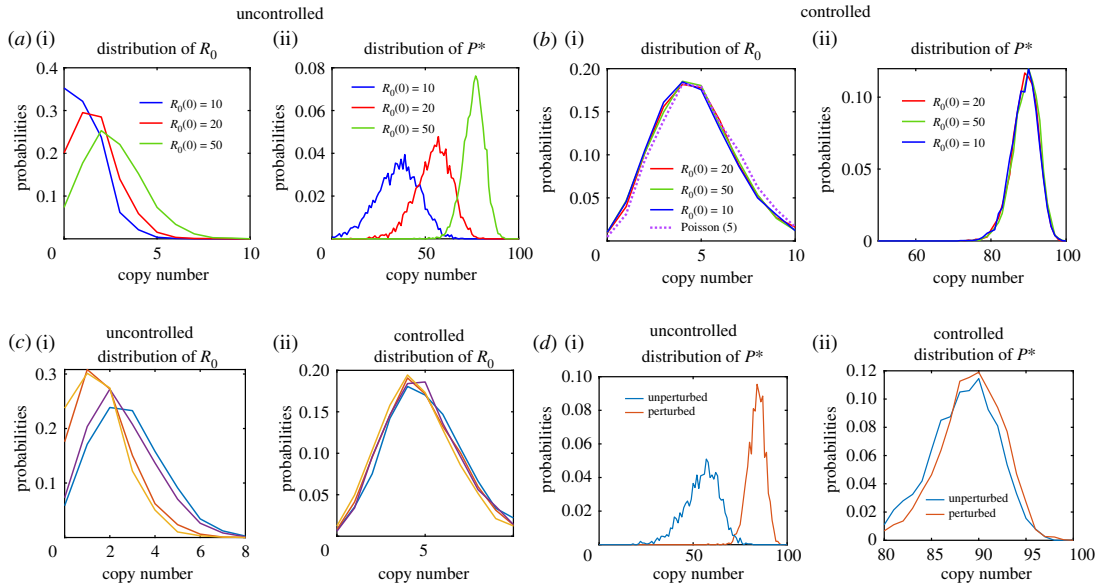 uncontrolled
controlled
(a) (i)
distribution of R0
0.4
0.3
0.2
0.1
0
5
10
probabilities
copy number
R0(0) = 10
R0(0) = 20
R0(0) = 50
(ii)
distribution of P*
0.08
0.06
0.04
0.02
0
50
100
probabilities
copy number
R0(0) = 10
R0(0) = 20
R0(0) = 50
(b) (i)
distribution of R0
0.20
0.15
0.10
0.05
0
5
10
probabilities
copy number
R0(0) = 20
R0(0) = 50
R0(0) = 10
Poisson (5)
(ii)
distribution of P*
0.10
0.05
0
60
80
100
probabilities
copy number
R0(0) = 20
R0(0) = 50
R0(0) = 10
(c) (i)
uncontrolled
distribution of R0
0.3
0.2
0.1
0
2
4
6
8
probabilities
copy number
(ii)
controlled
distribution of R0
0.20
0.15
0.10
0.05
0
5
probabilities
copy number
(d) (i)
uncontrolled
distribution of P*
0.10
0.08
0.06
0.04
0.02
0
50
100
probabilities
copy number
unperturbed
perturbed
(ii)
controlled
distribution of P*
0.12
0.10
0.08
0.06
0.04
0.02
80
85
90
95
100
probabilities
copy number
unperturbed
perturbed